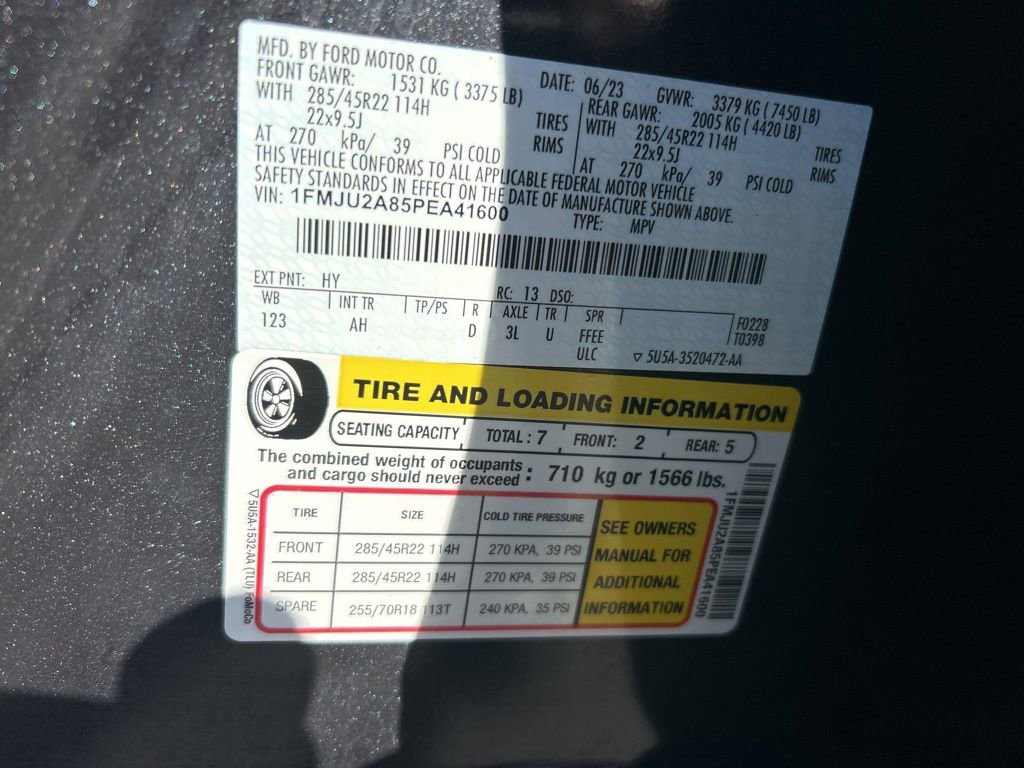 MFD. BY FORD MOTOR CO.
DATE: 06/23 GVWR: 3379 KG ( 7450 LB)
FRONT GAWR: 1531 KG ( 3375 LB) REAR GAWR: 2005 KG ( 4420 LB)
WITH 285/45R22 114H TIRES WITH 285/45R22 114H TIRES
22x9.5J RIMS 22x9.5J RIMS
AT 270 kPa/ 39 PSI COLD AT 270 kPa/ 39 PSI COLD
THIS VEHICLE CONFORMS TO ALL APPLICABLE FEDERAL MOTOR VEHICLE
SAFETY STANDARDS IN EFFECT ON THE DATE OF MANUFACTURE SHOWN ABOVE.
VIN: 1FMJU2A85PEA41600
TYPE: MPV
EXT PNT: HY RC: 13 DSO:
WB INT TR TP/PS R AXLE TR SPR F0228
123 AH D 3L U FFEE T0398
ULC 5U5A-3520472-AA
TIRE AND LOADING INFORMATION
SEATING CAPACITY TOTAL : 7 FRONT: 2 REAR: 5
The combined weight of occupants
and cargo should never exceed : 710 kg or 1566 lbs.
TIRE SIZE COLD TIRE PRESSURE
FRONT 285/45R22 114H 270 KPA, 39 PSI
REAR 285/45R22 114H 270 KPA, 39 PSI
SPARE 255/70R18 113T 240 KPA, 35 PSI
SEE OWNERS
MANUAL FOR
ADDITIONAL
INFORMATION
5U5A-1532-AA (TLU) FoMoCo
1FMJU2A85PEA41600